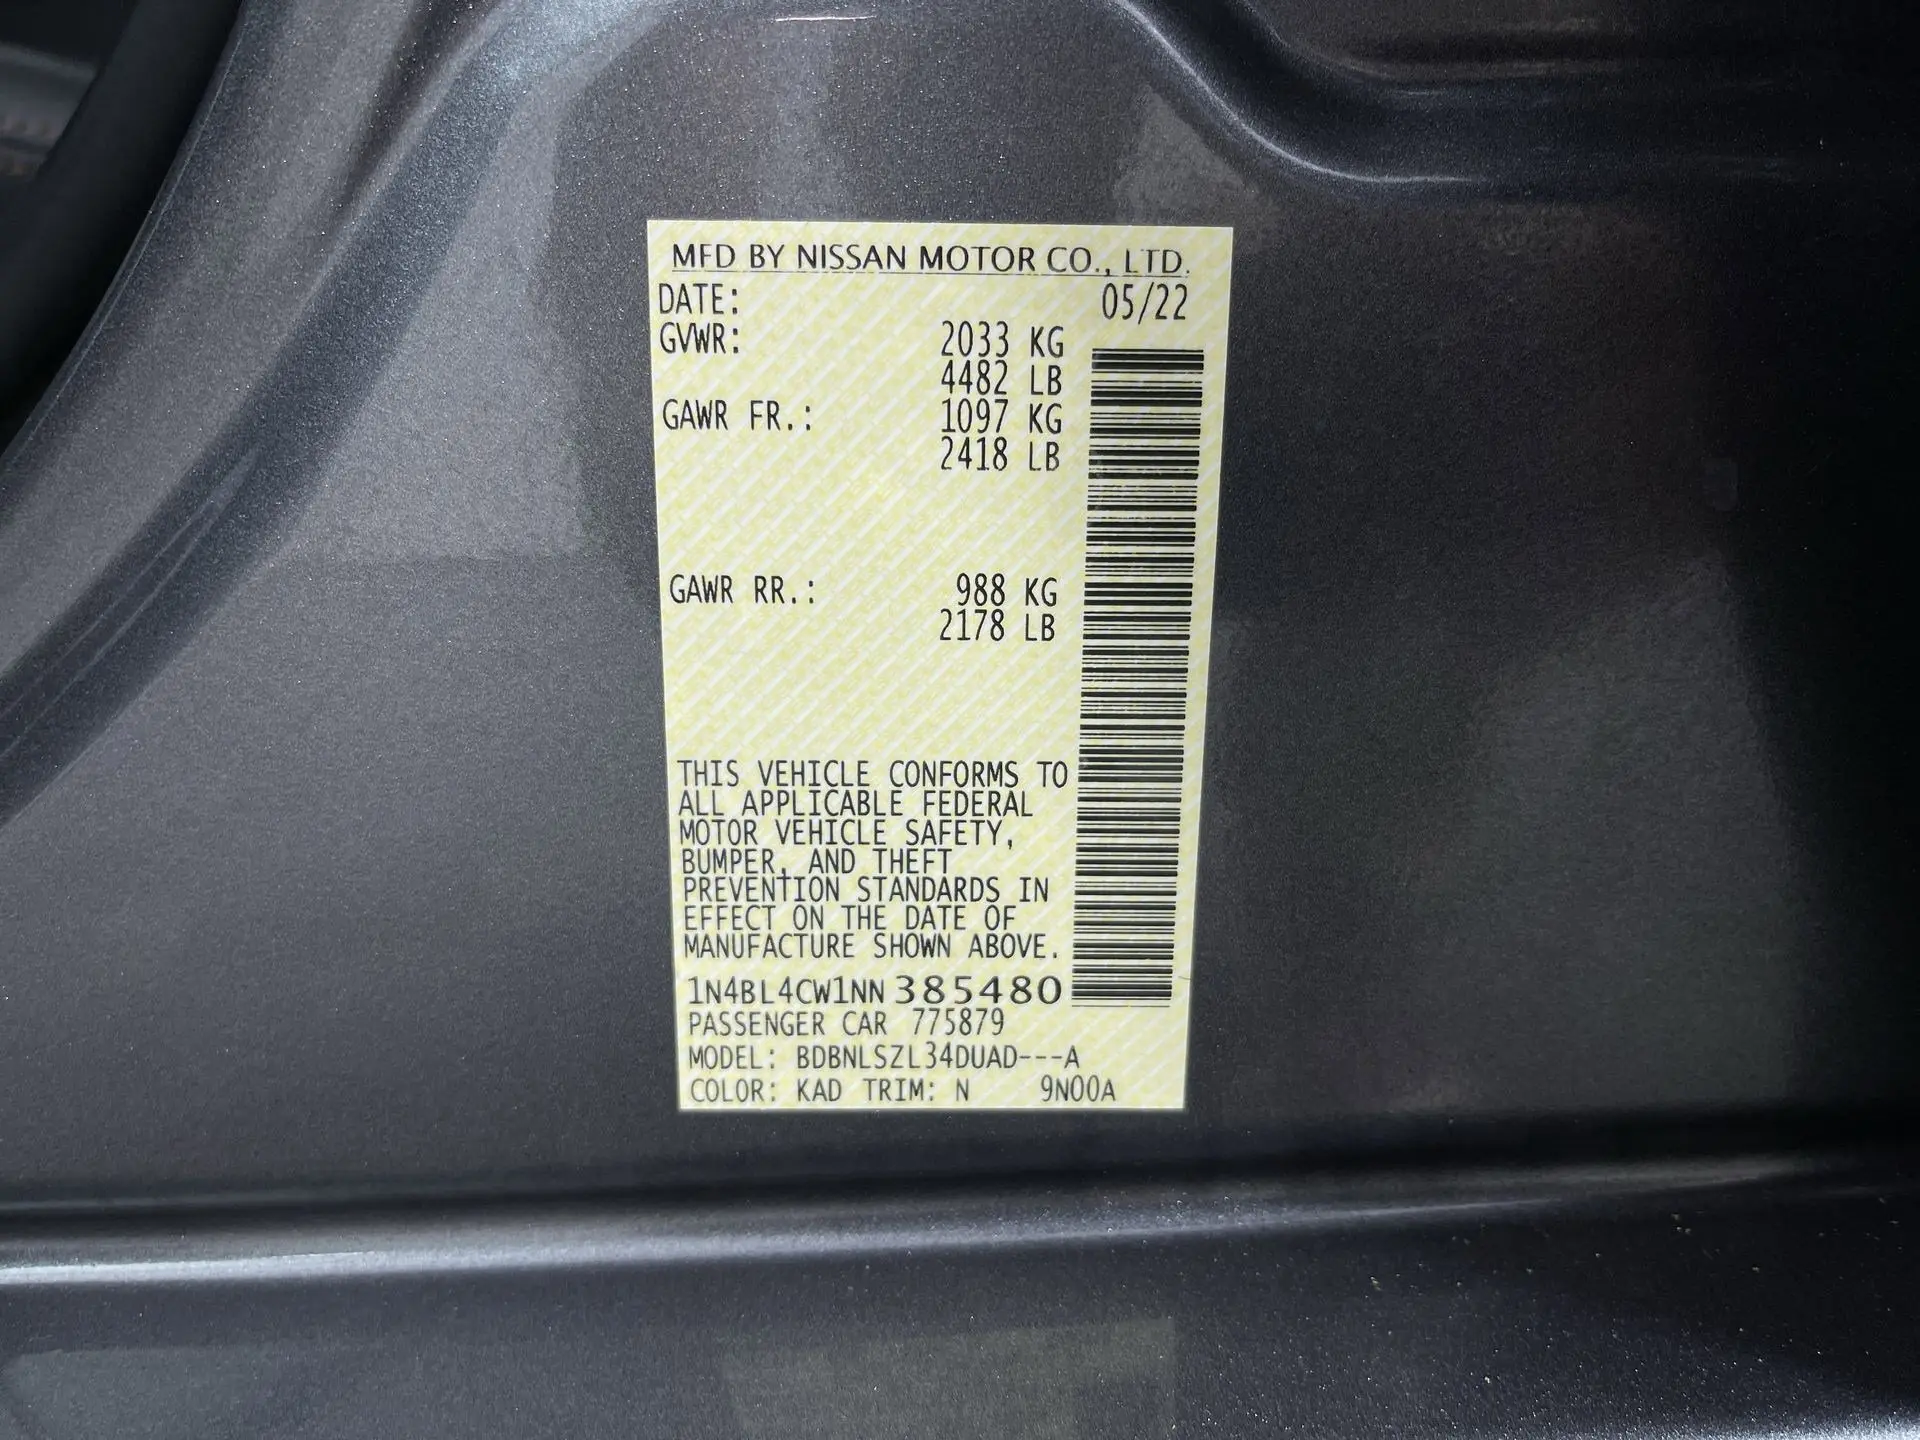 MFD BY NISSAN MOTOR CO., LTD.
DATE: 05/22
GVWR: 2033 KG
4482 LB
GAWR FR.: 1097 KG
2418 LB
GAWR RR.: 988 KG
2178 LB
THIS VEHICLE CONFORMS TO
ALL APPLICABLE FEDERAL
MOTOR VEHICLE SAFETY,
BUMPER, AND THEFT
PREVENTION STANDARDS IN
EFFECT ON THE DATE OF
MANUFACTURE SHOWN ABOVE.
1N4BL4CW1NN385480
PASSENGER CAR 775879
MODEL: BDBNLSZL34DUAD---A
COLOR: KAD TRIM: N 9N00A